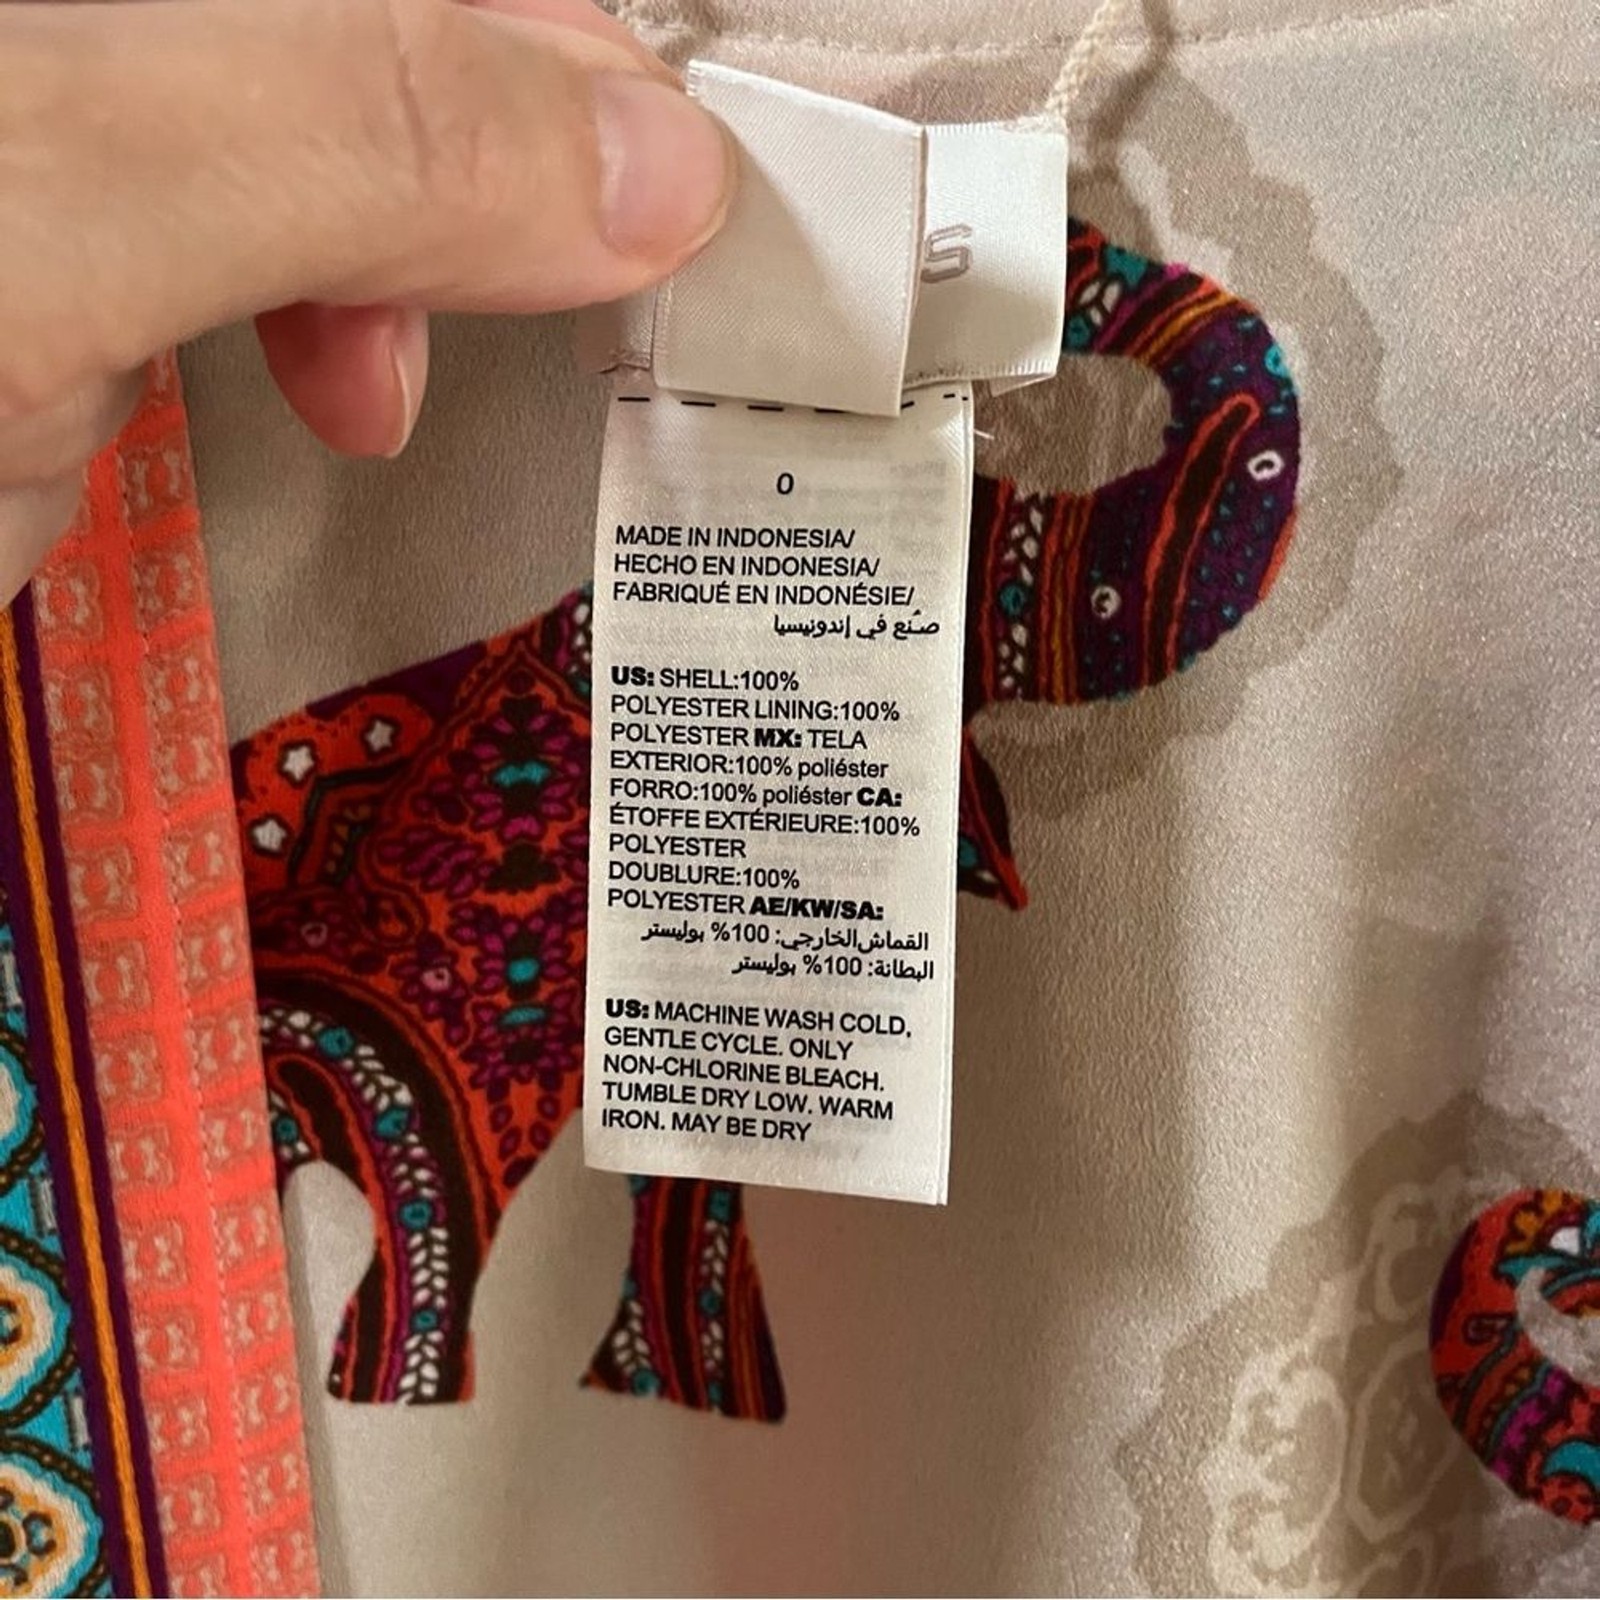 S
0
MADE IN INDONESIA/
HECHO EN INDONESIA/
FABRIQUÉ EN INDONÉSIE/
صُنع في إندونيسيا
US: SHELL:100%
POLYESTER LINING:100%
POLYESTER MX: TELA
EXTERIOR:100% poliéster
FORRO:100% poliéster CA:
ÉTOFFE EXTÉRIEURE:100%
POLYESTER
DOUBLURE:100%
POLYESTER AE/KW/SA:
القماش الخارجي: 100% بوليستر
البطانة: 100% بوليستر
US: MACHINE WASH COLD,
GENTLE CYCLE. ONLY
NON-CHLORINE BLEACH.
TUMBLE DRY LOW. WARM
IRON. MAY BE DRY